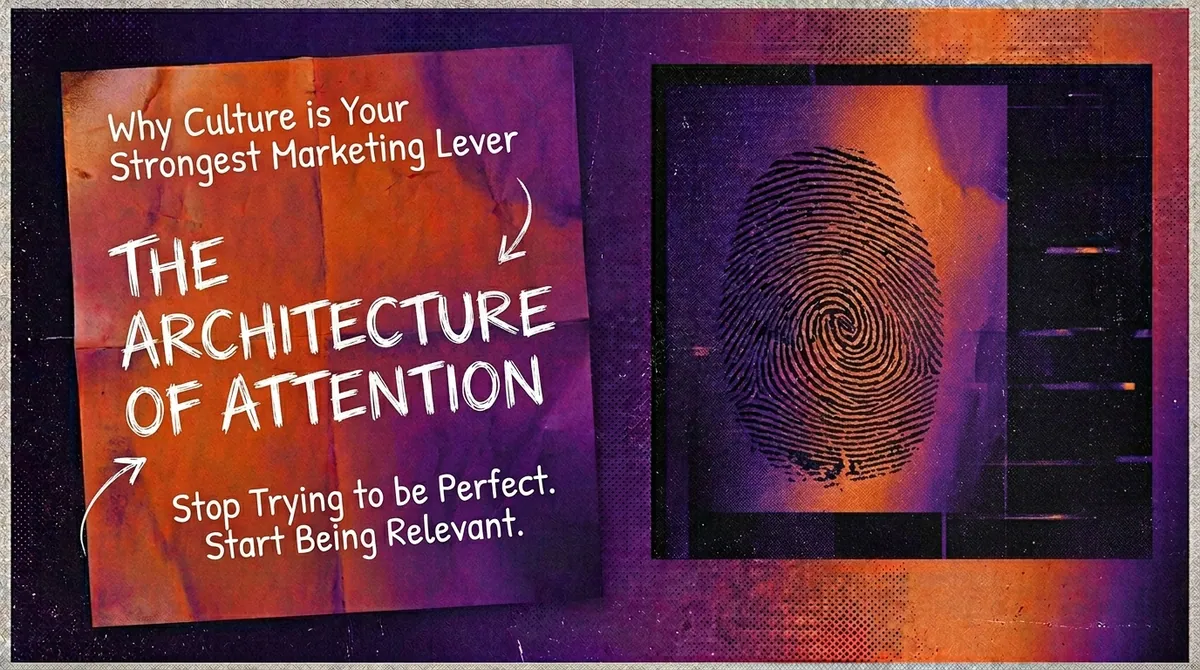 Why Culture is Your
Strongest Marketing Lever
THE
ARCHITECTURE
OF ATTENTION
Stop Trying to be Perfect.
Start Being Relevant.